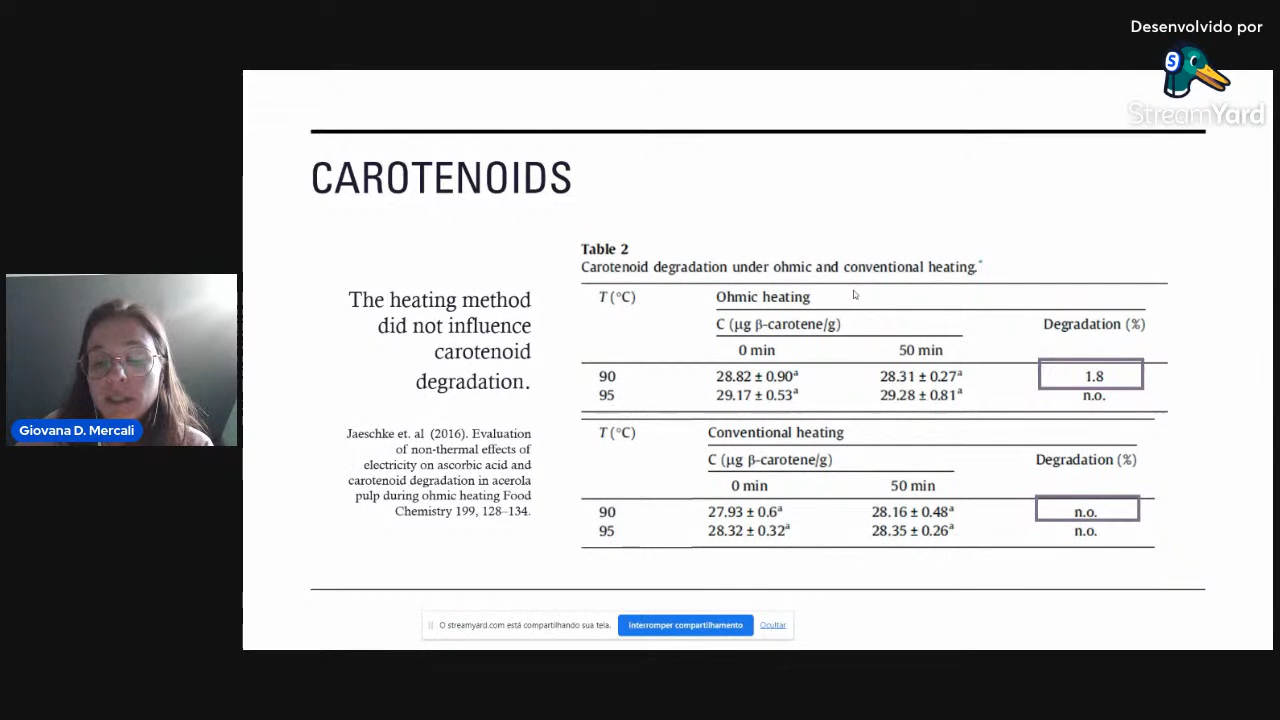 Desenvolvido por
StreamYard
CAROTENOIDS
The heating method
did not influence
carotenoid
degradation.
Jaeschke et. al (2016). Evaluation
of non-thermal effects of
electricity on ascorbic acid and
carotenoid degradation in acerola
pulp during ohmic heating Food
Chemistry 199, 128–134.
Table 2
Carotenoid degradation under ohmic and conventional heating.*
T (°C) Ohmic heating
C (μg β-carotene/g) Degradation (%)
0 min 50 min
90 28.82 ± 0.90a 28.31 ± 0.27a 1.8
95 29.17 ± 0.53a 29.28 ± 0.81a n.o.
T (°C) Conventional heating
C (μg β-carotene/g) Degradation (%)
0 min 50 min
90 27.93 ± 0.6a 28.16 ± 0.48a n.o.
95 28.32 ± 0.32a 28.35 ± 0.26a n.o.
Giovana D. Mercali
O streamyard.com está compartilhando sua tela. Interromper compartilhamento Ocultar